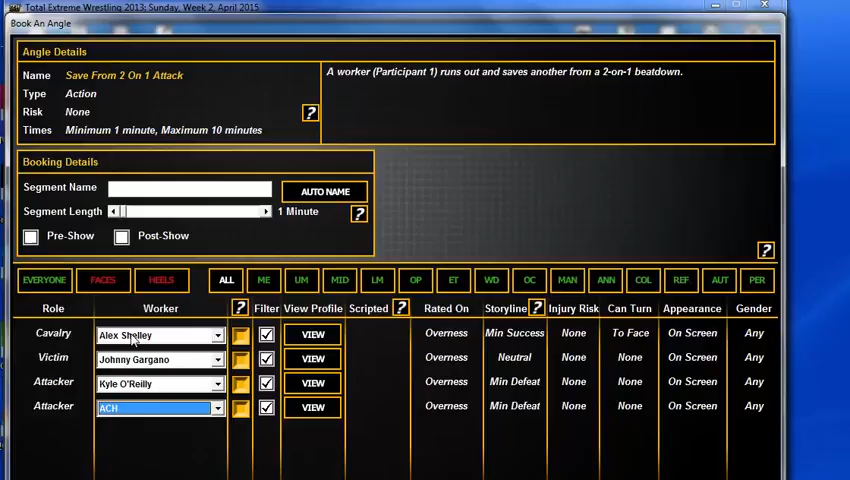 Total Extreme Wrestling 2013; Sunday, Week 2, April 2015
Book An Angle
Angle Details
Name Save From 2 On 1 Attack
A worker (Participant 1) runs out and saves another from a 2-on-1 beatdown.
Type Action
Risk None ?
Times Minimum 1 minute, Maximum 10 minutes
Booking Details
Segment Name AUTO NAME
Segment Length 1 Minute ?
Pre-Show Post-Show
?
EVERYONE FACES HEELS ALL ME UM MID LM OP ET WD OC MAN ANN COL REF AUT PER
Role Worker ? Filter View Profile Scripted ? Rated On Storyline ? Injury Risk Can Turn Appearance Gender
Cavalry Alex Shelley VIEW Overness Min Success None To Face On Screen Any
Victim Johnny Gargano VIEW Overness Neutral None None On Screen Any
Attacker Kyle O'Reilly VIEW Overness Min Defeat None None On Screen Any
Attacker ACH VIEW Overness Min Defeat None None On Screen Any